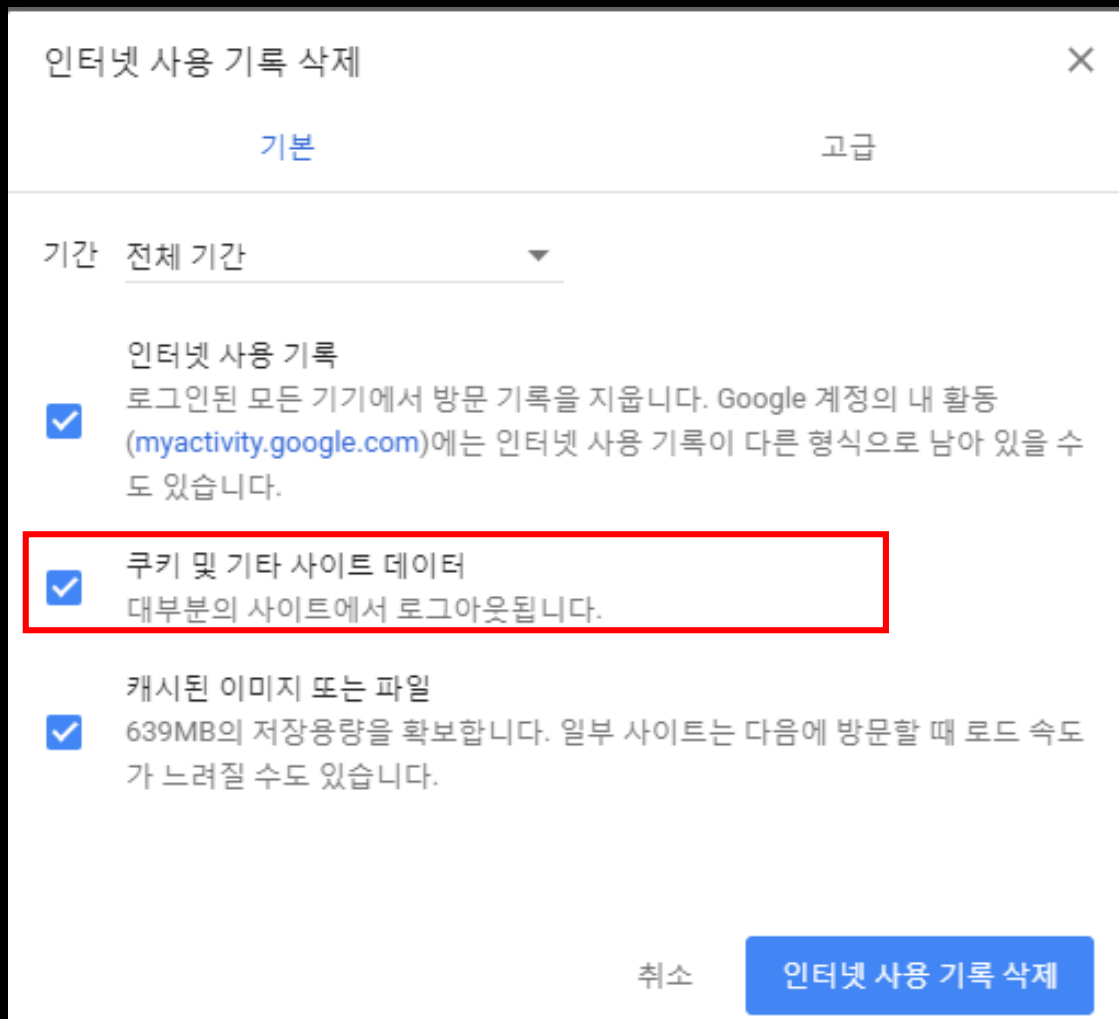 인터넷 사용 기록 삭제
기본
고급
기간 전체 기간
인터넷 사용 기록
로그인된 모든 기기에서 방문 기록을 지웁니다. Google 계정의 내 활동
(myactivity.google.com)에는 인터넷 사용 기록이 다른 형식으로 남아 있을 수
도 있습니다.
쿠키 및 기타 사이트 데이터
대부분의 사이트에서 로그아웃됩니다.
캐시된 이미지 또는 파일
639MB의 저장용량을 확보합니다. 일부 사이트는 다음에 방문할 때 로드 속도
가 느려질 수도 있습니다.
취소
인터넷 사용 기록 삭제